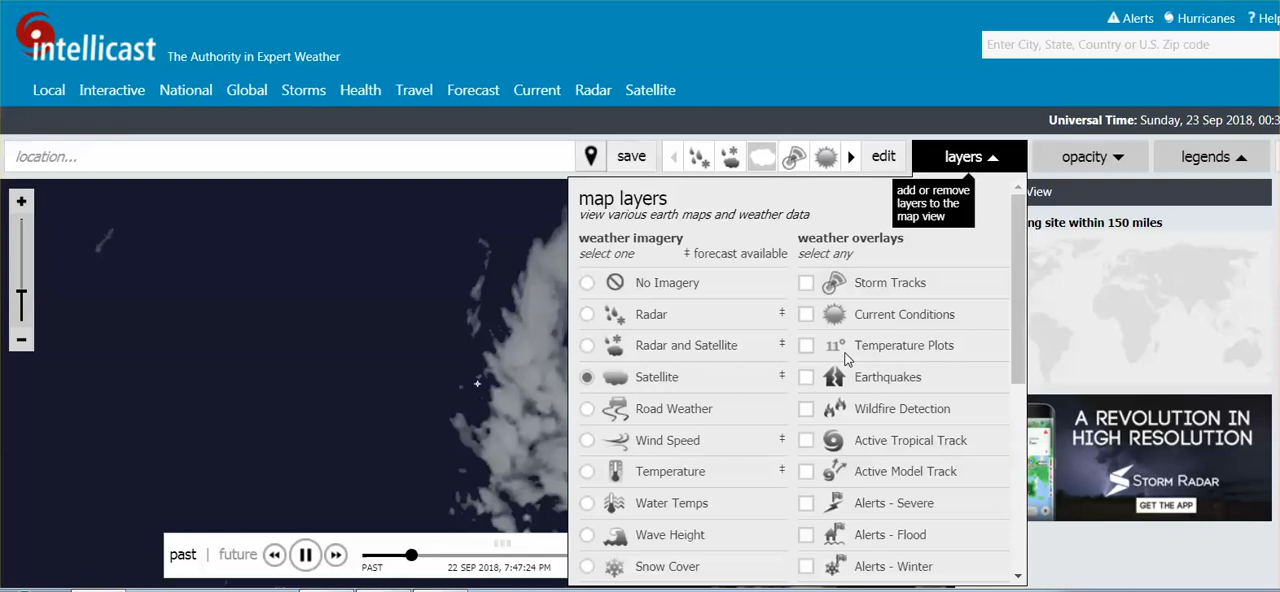 Alerts Hurricanes ? Help
intellicast The Authority in Expert Weather
Enter City, State, Country or U.S. Zip code
Local Interactive National Global Storms Health Travel Forecast Current Radar Satellite
Universal Time: Sunday, 23 Sep 2018, 00:3
location... save edit layers opacity legends
add or remove
layers to the
map view
View
map layers
view various earth maps and weather data
ng site within 150 miles
weather imagery
select one ‡ forecast available
weather overlays
select any
No Imagery
Radar ‡
Radar and Satellite ‡
Satellite ‡
Road Weather
Wind Speed ‡
Temperature ‡
Water Temps
Wave Height
Snow Cover
Storm Tracks
Current Conditions
11° Temperature Plots
Earthquakes
Wildfire Detection
Active Tropical Track
Active Model Track
Alerts - Severe
Alerts - Flood
Alerts - Winter
A REVOLUTION IN
HIGH RESOLUTION
STORM RADAR
GET THE APP
past | future
PAST 22 SEP 2018, 7:47:24 PM